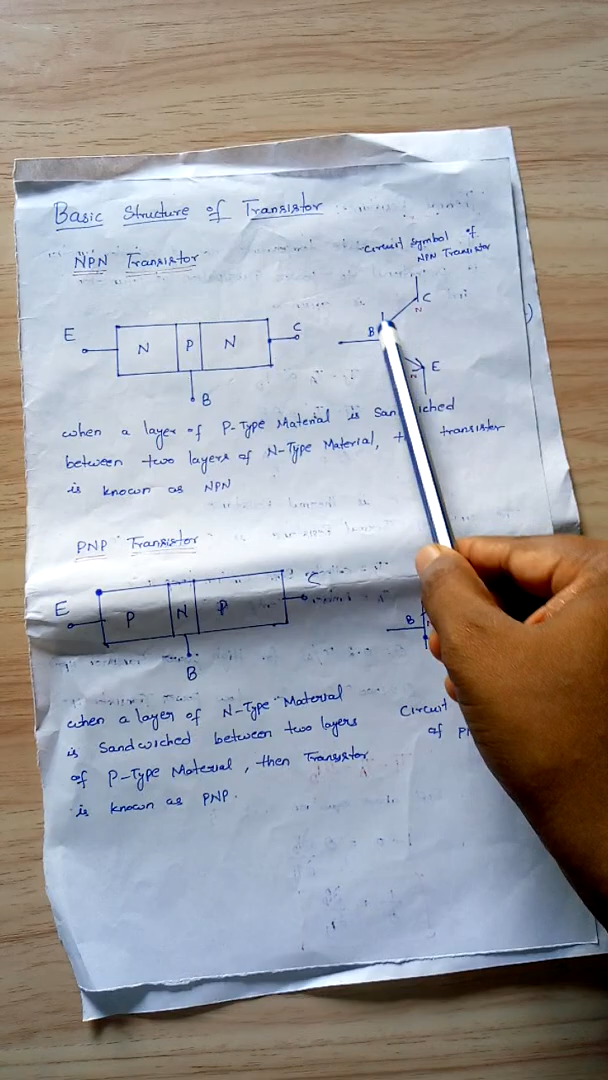 Basic Structure of Transistor
NPN Transistor
circuit symbol of
NPN Transistor
E
N
P
N
C
B
C
N
B
E
N
when a layer of P-Type Material is
between two layers of N-Type Material, transistor
is known as NPN
PNP Transistor
E
P
N
P
C
B
B
when a layer of N-Type Material
is Sandwiched between two layers
of P-Type Material, then Transistor
is known as PNP.
Circuit
of